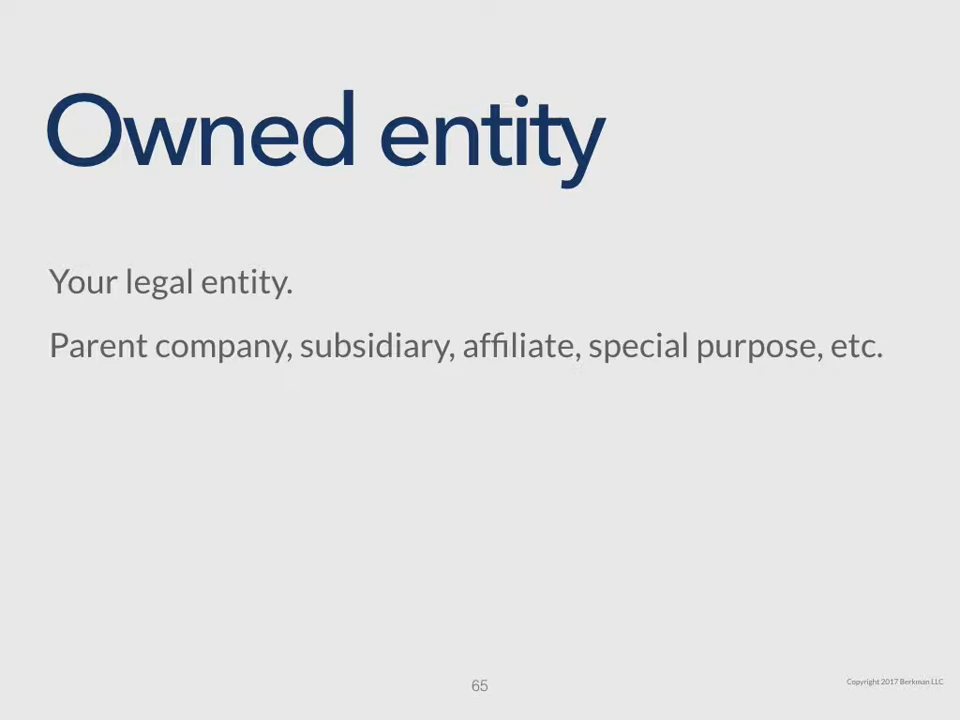 Owned entity
Your legal entity.
Parent company, subsidiary, affiliate, special purpose, etc.
65
Copyright 2017 Berkman LLC